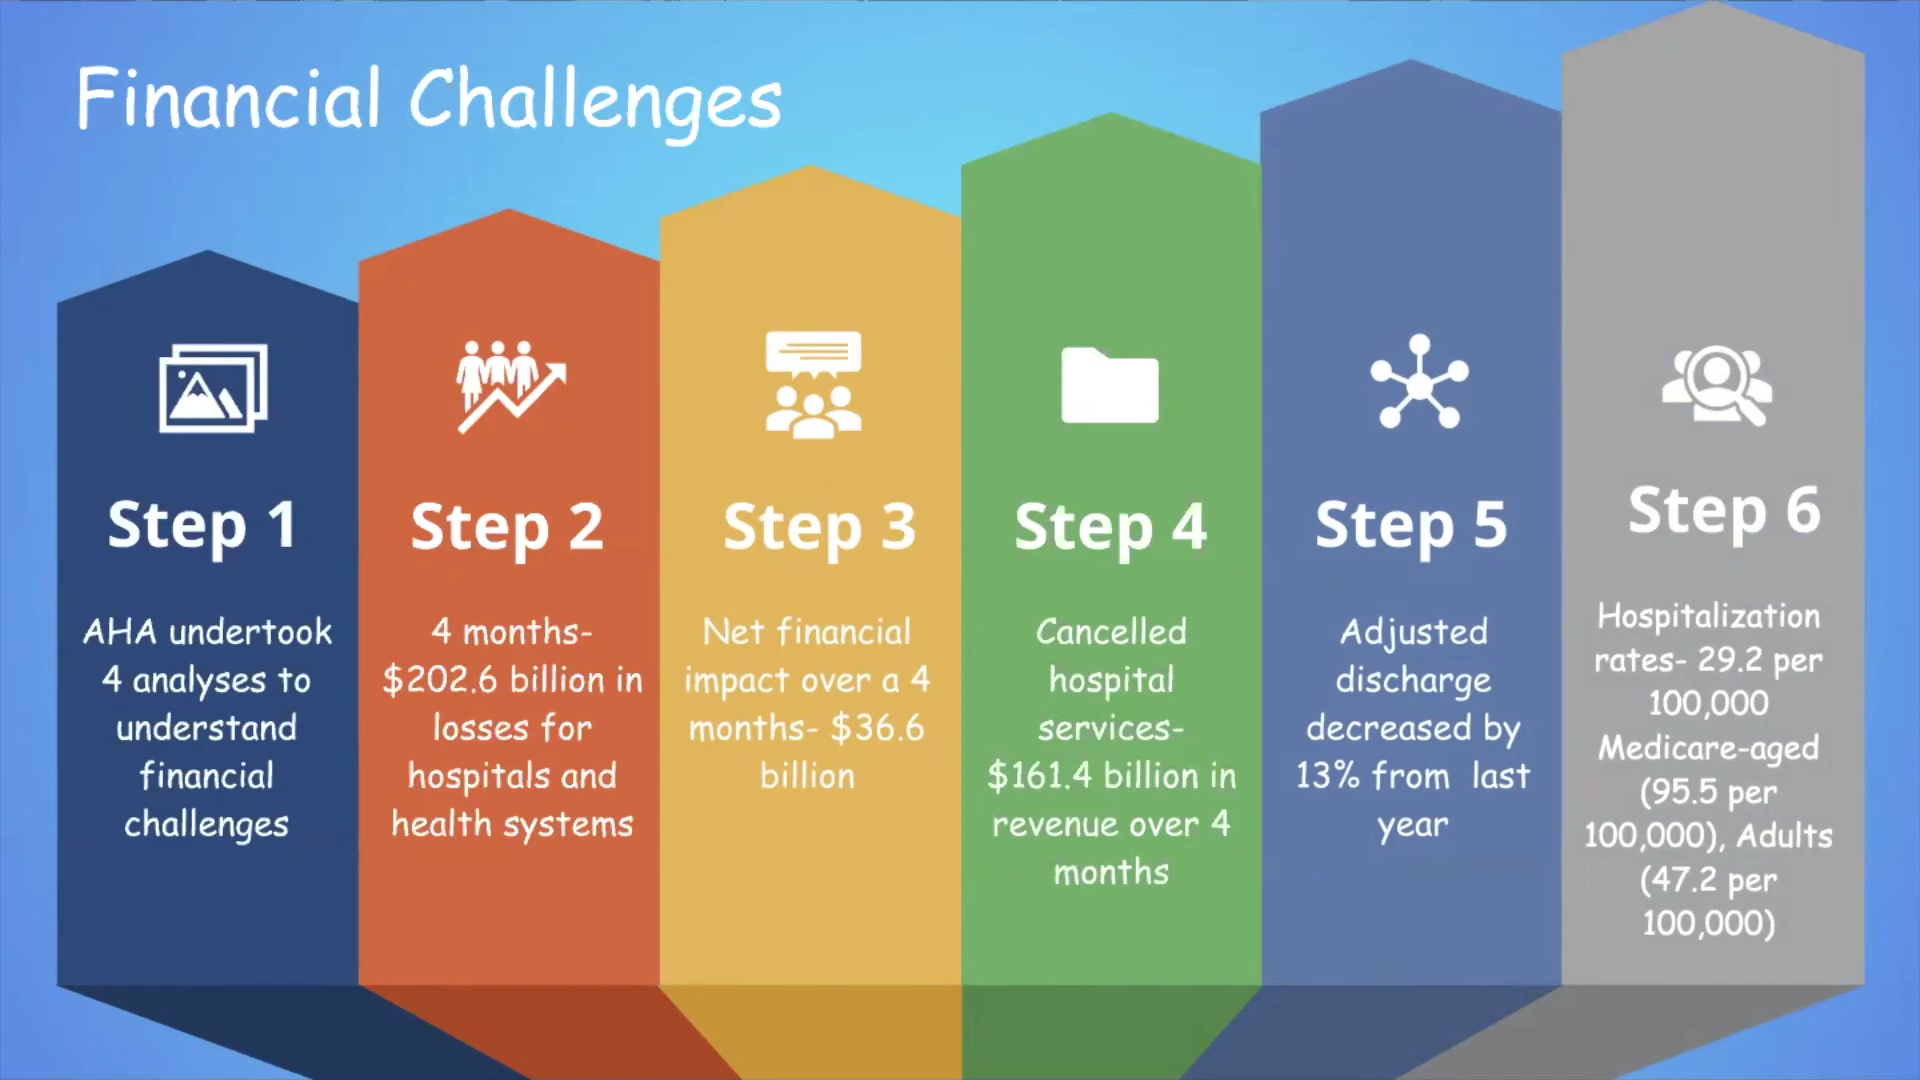 Financial Challenges
Step 1
AHA undertook
4 analyses to
understand
financial
challenges
Step 2
4 months-
$202.6 billion in
losses for
hospitals and
health systems
Step 3
Net financial
impact over a 4
months- $36.6
billion
Step 4
Cancelled
hospital
services-
$161.4 billion in
revenue over 4
months
Step 5
Adjusted
discharge
decreased by
13% from  last
year
Step 6
Hospitalization
rates- 29.2 per
100,000
Medicare-aged
(95.5 per
100,000), Adults
(47.2 per
100,000)